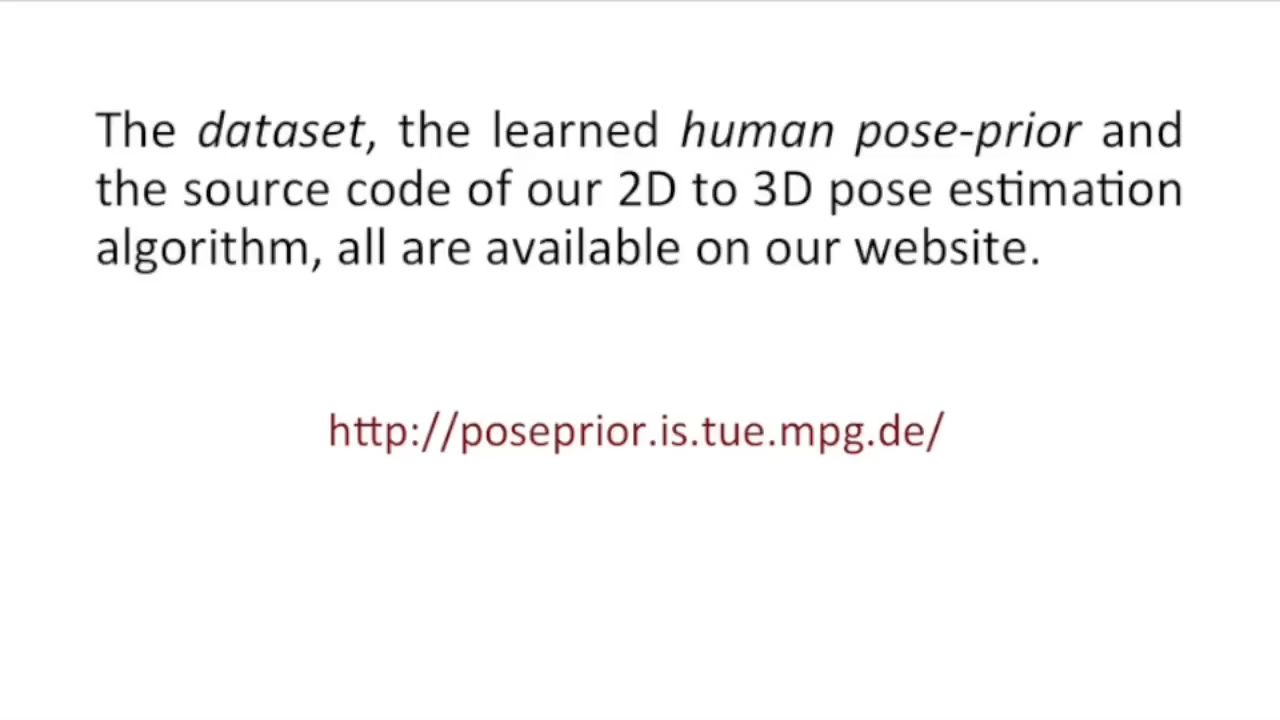 The dataset, the learned human pose-prior and
the source code of our 2D to 3D pose estimation
algorithm, all are available on our website.
http://poseprior.is.tue.mpg.de/